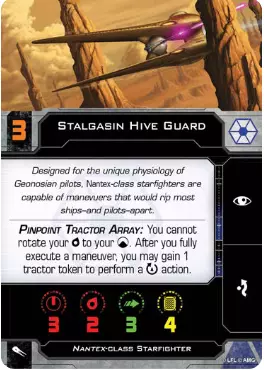 3
STALGASIN HIVE GUARD
Designed for the unique physiology of
Geonosian pilots, Nantex-class starfighters are
capable of maneuvers that would rip most
ships–and pilots–apart.
PINPOINT TRACTOR ARRAY: You cannot
rotate your to your . After you fully
execute a maneuver, you may gain 1
tractor token to perform a action.
3 2 3 4
NANTEX-CLASS STARFIGHTER
LFL © AMG